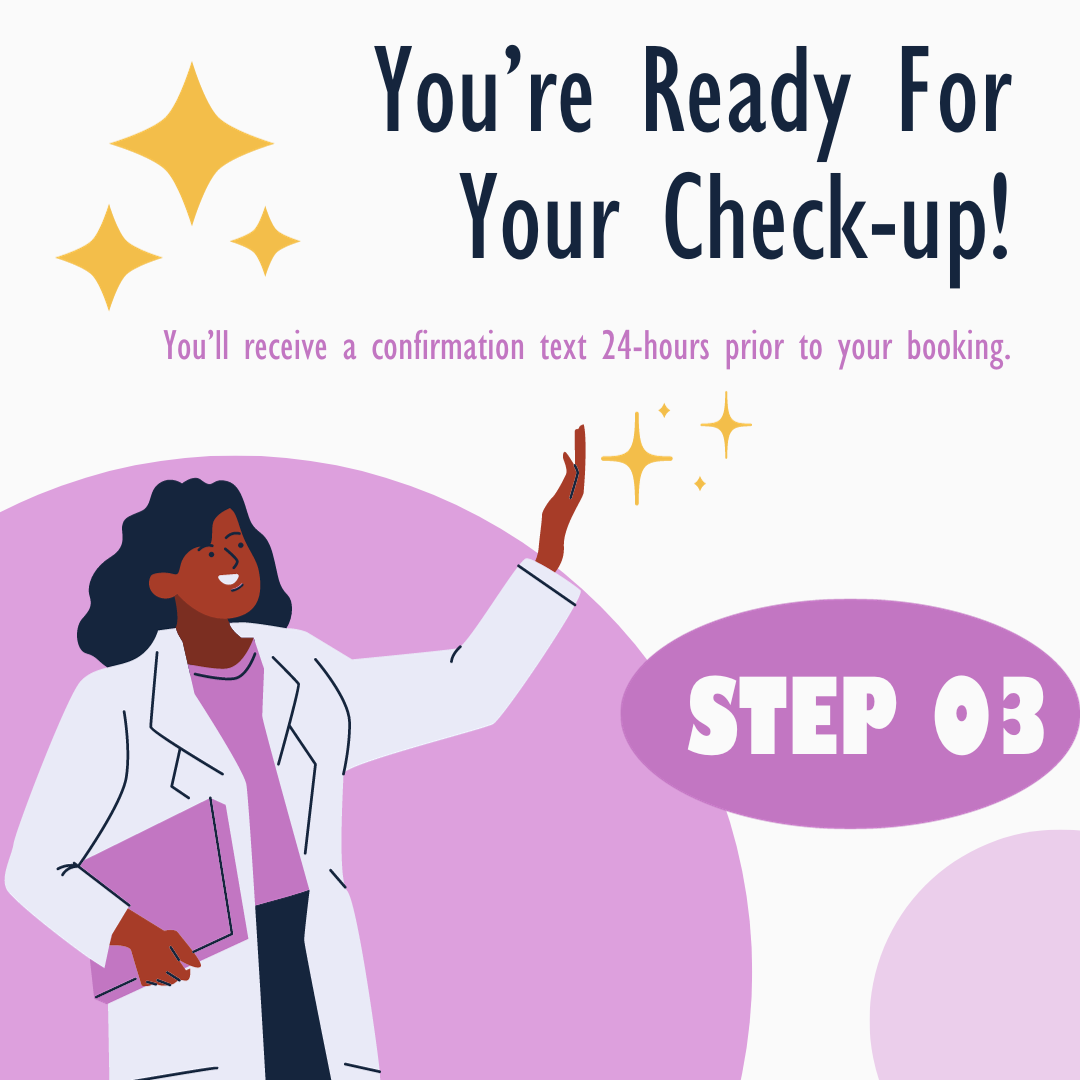 You’re Ready For
Your Check-up!
You’ll receive a confirmation text 24-hours prior to your booking.
STEP 03